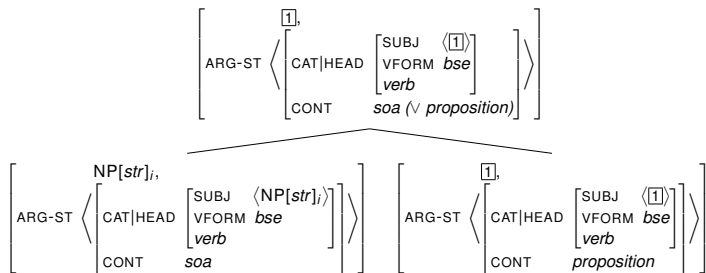 1,
SUBJ ⟨1⟩
ARG-ST ⟨ CAT|HEAD VFORM bse ⟩
verb
CONT soa (∨ proposition)
NP[str]i,
SUBJ ⟨NP[str]i⟩
ARG-ST ⟨ CAT|HEAD VFORM bse ⟩
verb
CONT soa
1,
SUBJ ⟨1⟩
ARG-ST ⟨ CAT|HEAD VFORM bse ⟩
verb
CONT proposition